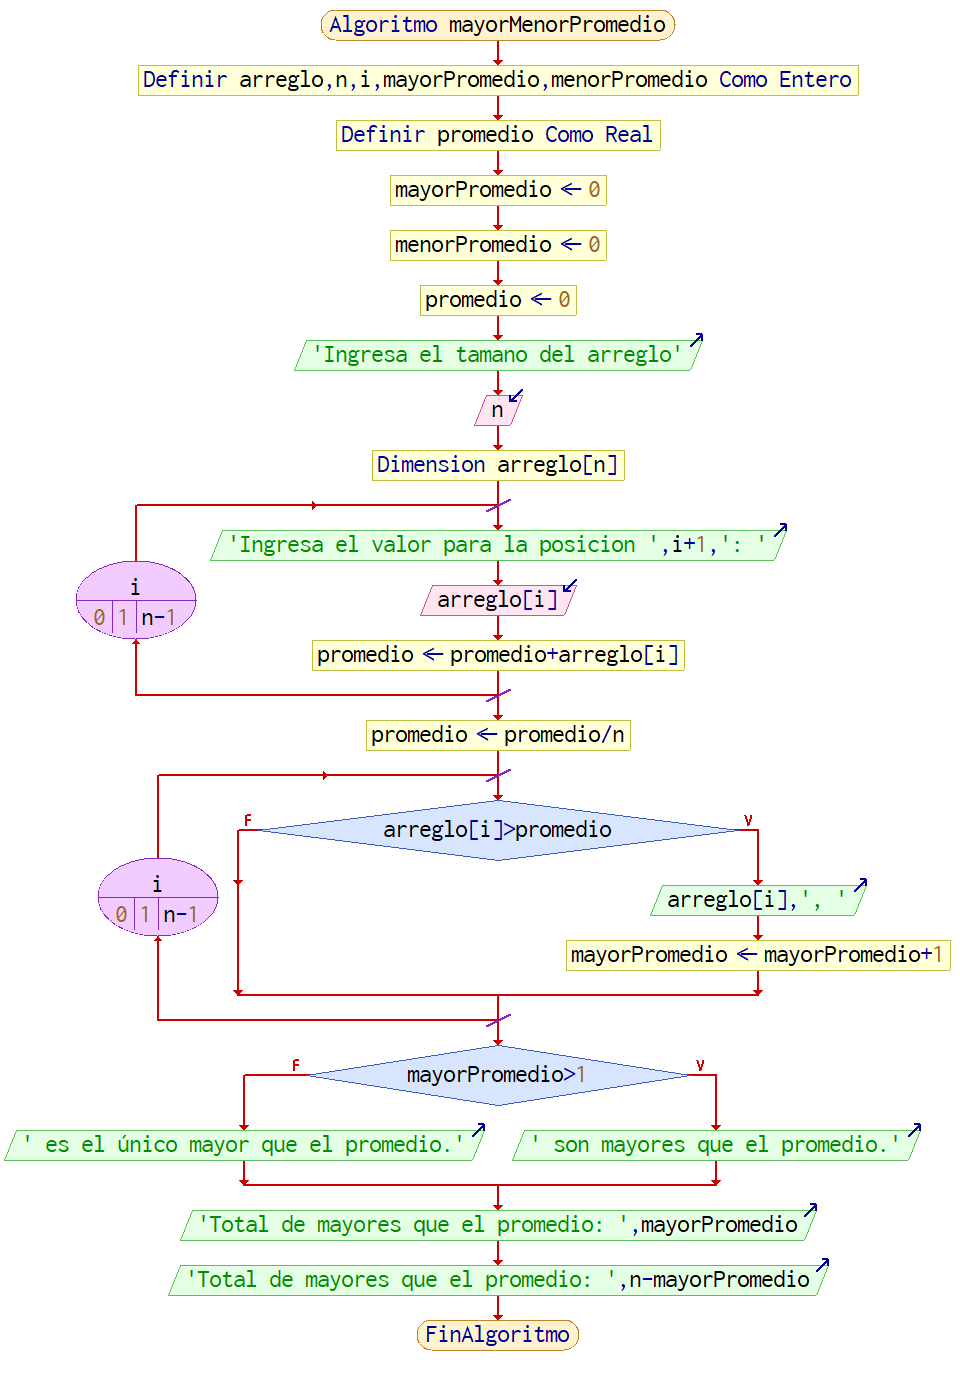 Algoritmo mayorMenorPromedio
Definir arreglo,n,i,mayorPromedio,menorPromedio Como Entero
Definir promedio Como Real
mayorPromedio ← 0
menorPromedio ← 0
promedio ← 0
'Ingresa el tamano del arreglo'
n
Dimension arreglo[n]
'Ingresa el valor para la posicion ',i+1,': '
i
0 1 n-1
arreglo[i]
promedio ← promedio+arreglo[i]
promedio ← promedio/n
F
arreglo[i]>promedio
V
i
0 1 n-1
arreglo[i],', '
mayorPromedio ← mayorPromedio+1
F
mayorPromedio>1
V
' es el único mayor que el promedio.'
' son mayores que el promedio.'
'Total de mayores que el promedio: ',mayorPromedio
'Total de mayores que el promedio: ',n-mayorPromedio
FinAlgoritmo